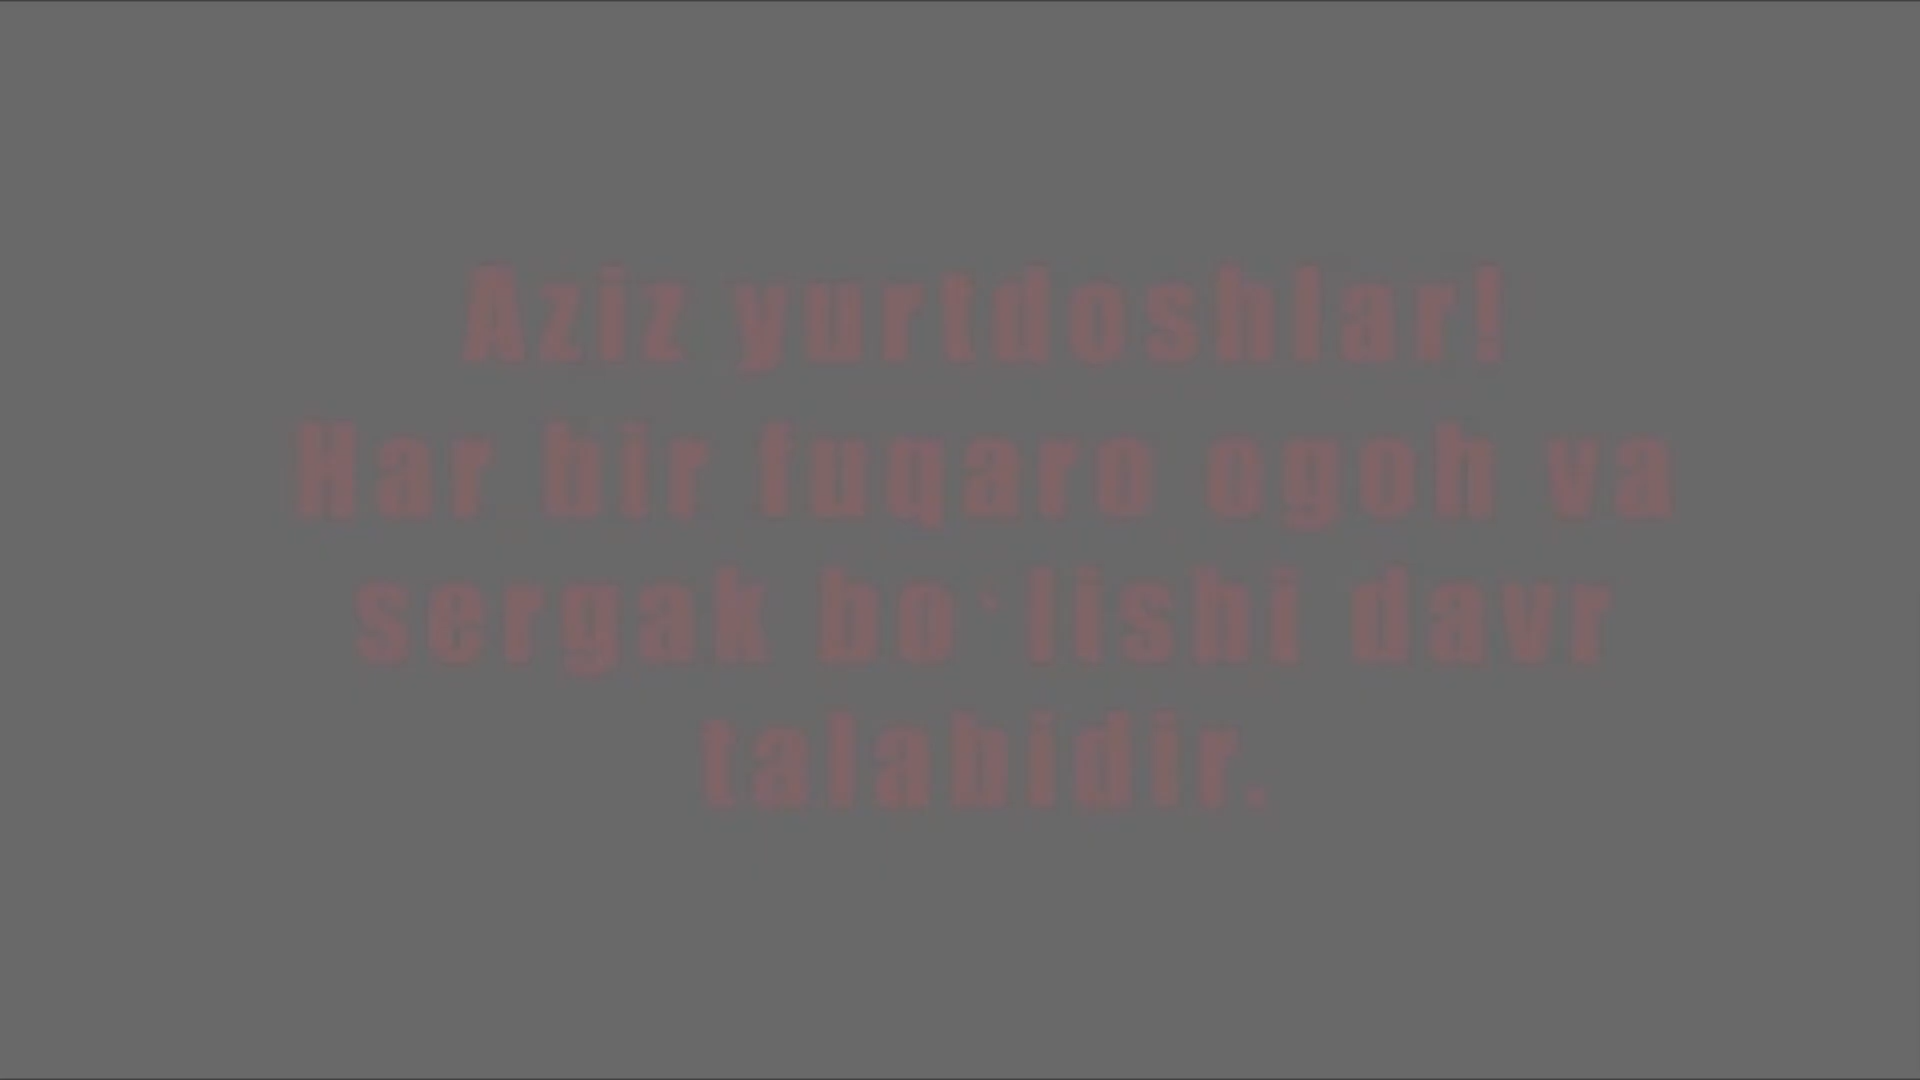 Aziz yurtdoshlar!
Har bir fuqaro ogoh va
sergak bo‘lishi davr
talabidir.